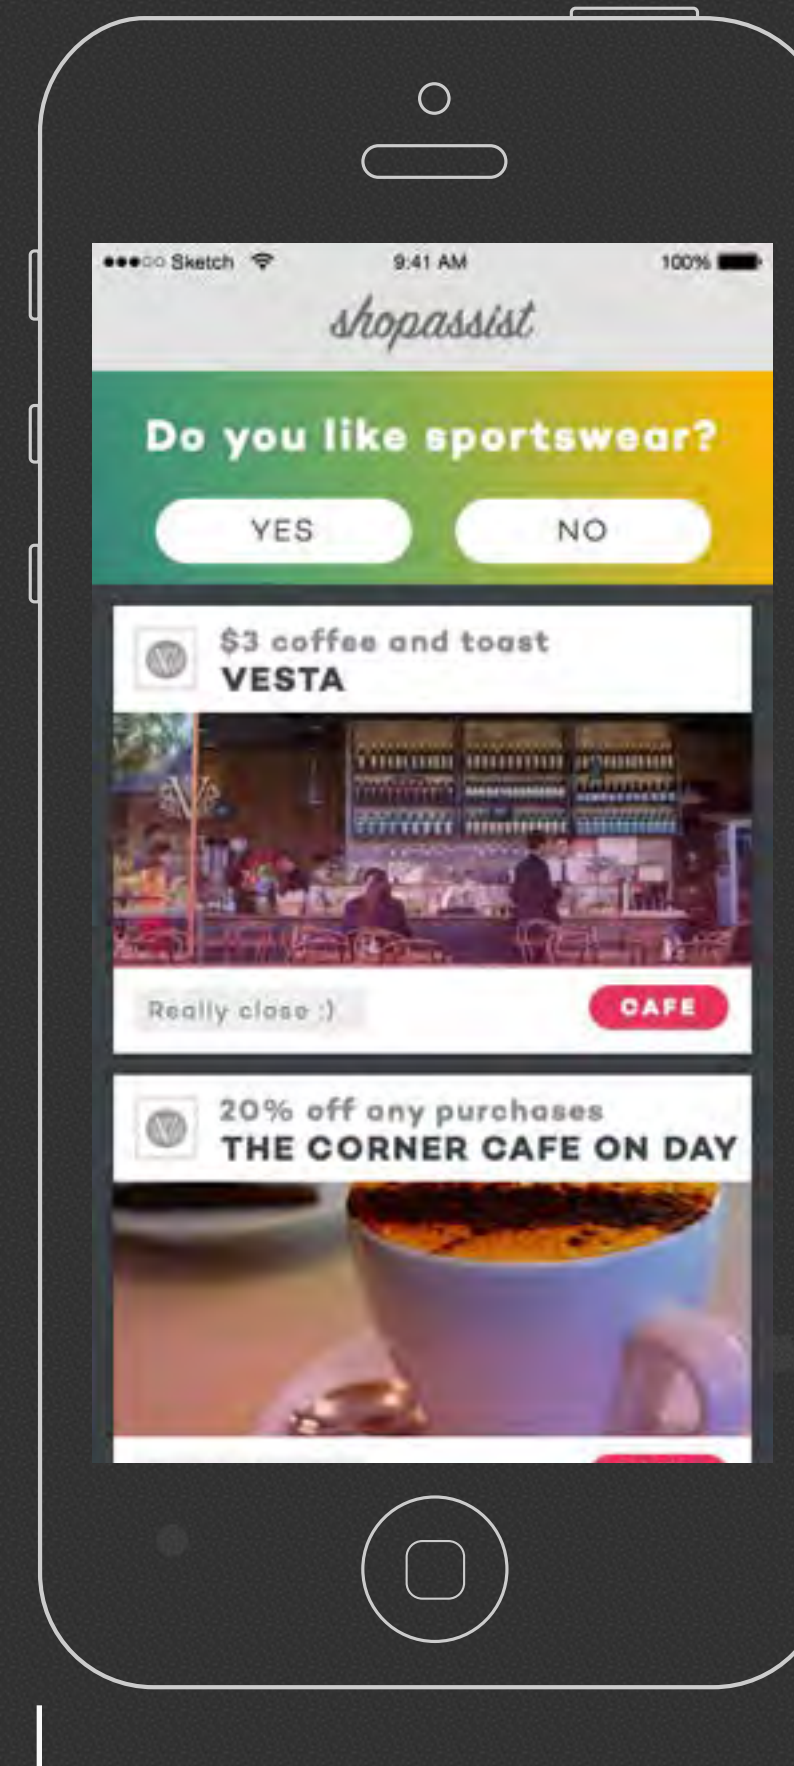 ●●●○○ Sketch 9:41 AM 100%
shopassist
Do you like sportswear?
YES NO
$3 coffee and toast
VESTA
Really close :)
CAFE
20% off any purchases
THE CORNER CAFE ON DAY